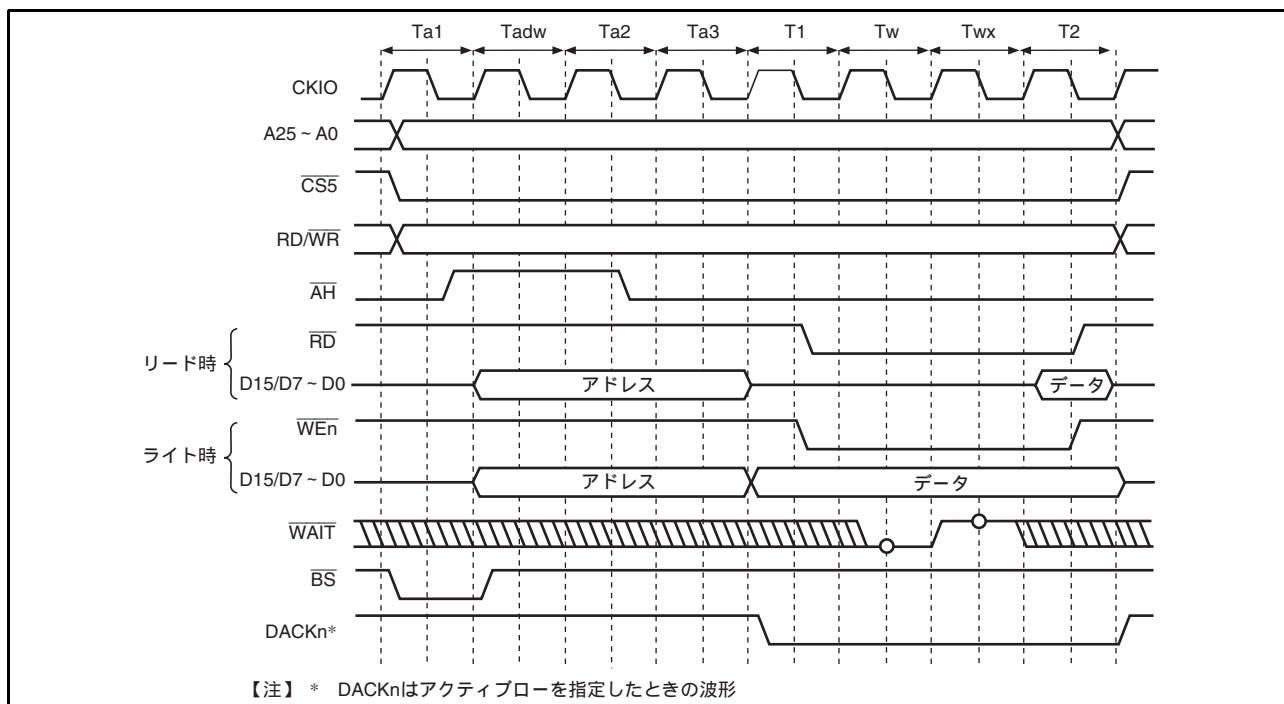 Ta1 Tadw Ta2 Ta3 T1 Tw Twx T2
CKIO
A25 ~ A0
CS5
RD/WR
AH
リード時
RD
D15/D7 ~ D0 アドレス データ
ライト時
WEn
D15/D7 ~ D0 アドレス データ
WAIT
BS
DACKn*
【注】 * DACKnはアクティブローを指定したときの波形